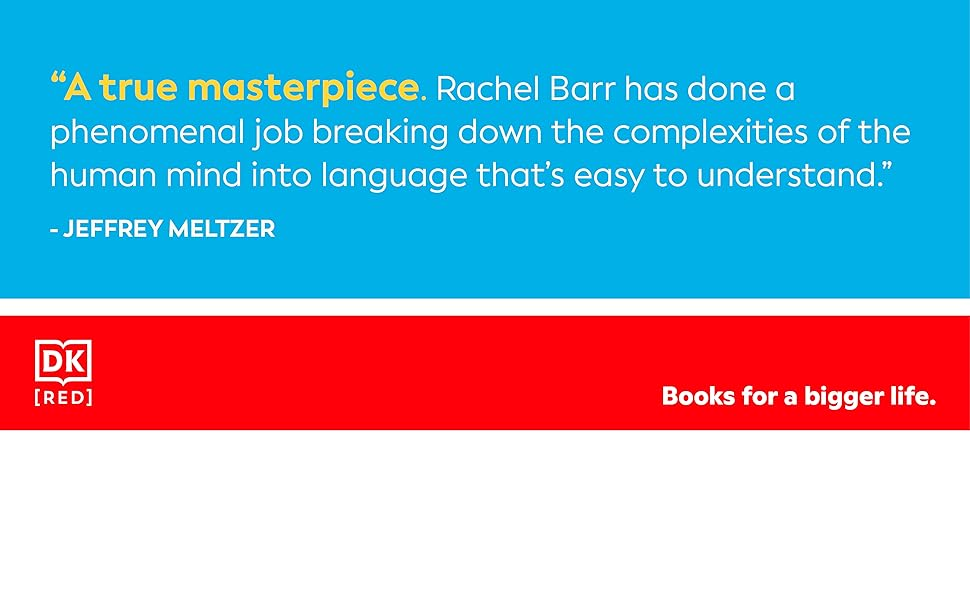 “A true masterpiece. Rachel Barr has done a
phenomenal job breaking down the complexities of the
human mind into language that’s easy to understand.”
- JEFFREY MELTZER
DK
[RED]
Books for a bigger life.